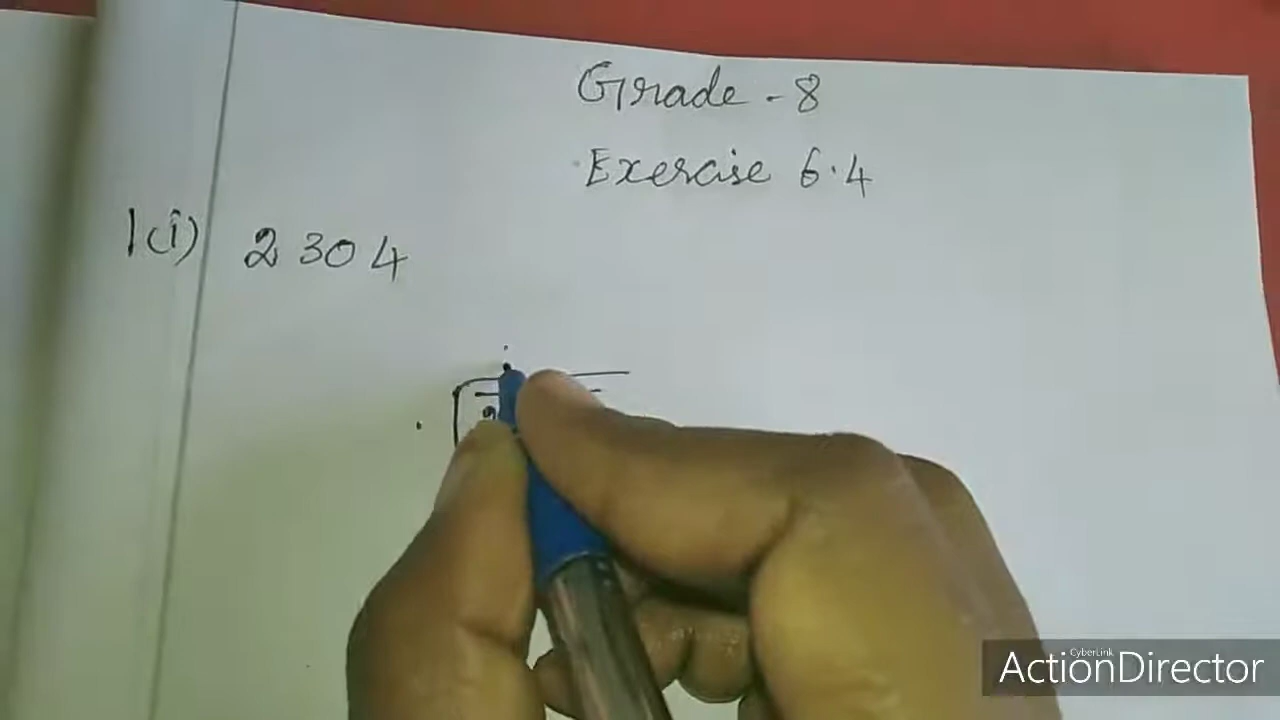 Grade - 8
Exercise 6.4
1(i) 2304
CyberLink
ActionDirector